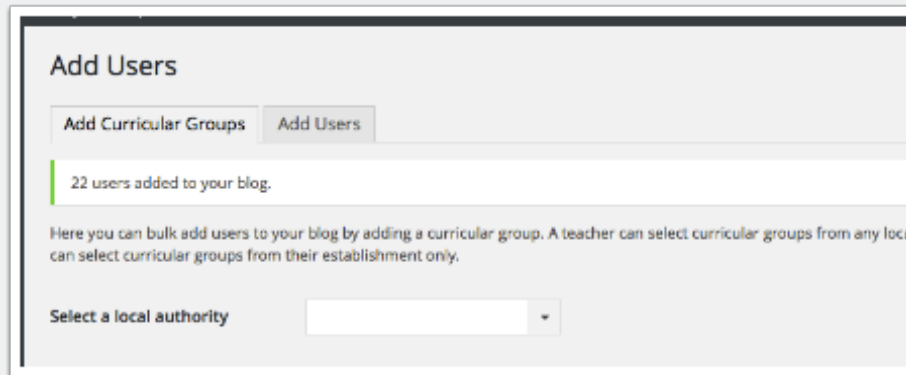 Add Users
Add Curricular Groups Add Users
22 users added to your blog.
Here you can bulk add users to your blog by adding a curricular group. A teacher can select curricular groups from any
can select curricular groups from their establishment only.
Select a local authority